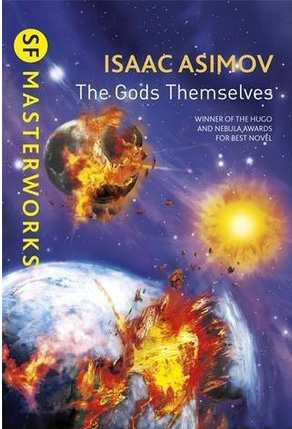 SF MASTERWORKS
ISAAC ASIMOV
The Gods Themselves
WINNER OF THE HUGO
AND NEBULA AWARDS
FOR BEST NOVEL